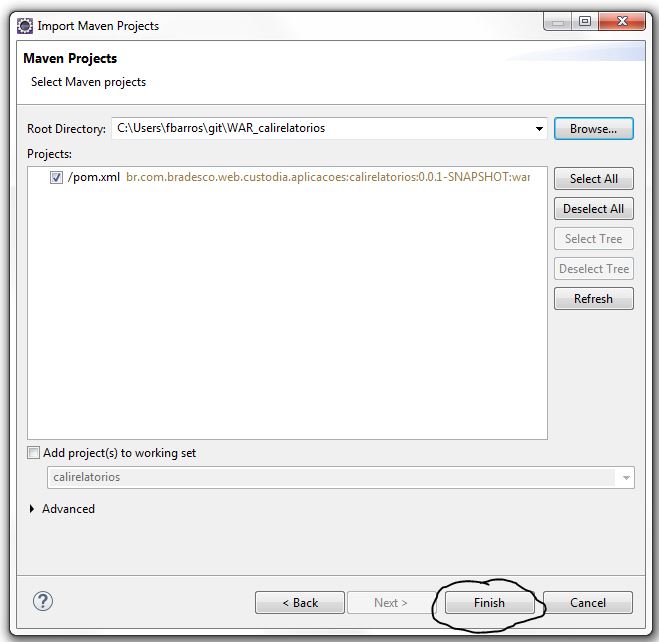 Import Maven Projects
Maven Projects
Select Maven projects
Root Directory: C:\Users\fbarros\git\WAR_calirelatorios Browse...
Projects:
/pom.xml br.com.bradesco.web.custodia.aplicacoes:calirelatorios:0.0.1-SNAPSHOT:war
Select All
Deselect All
Select Tree
Deselect Tree
Refresh
Add project(s) to working set
calirelatorios
Advanced
? < Back Next > Finish Cancel